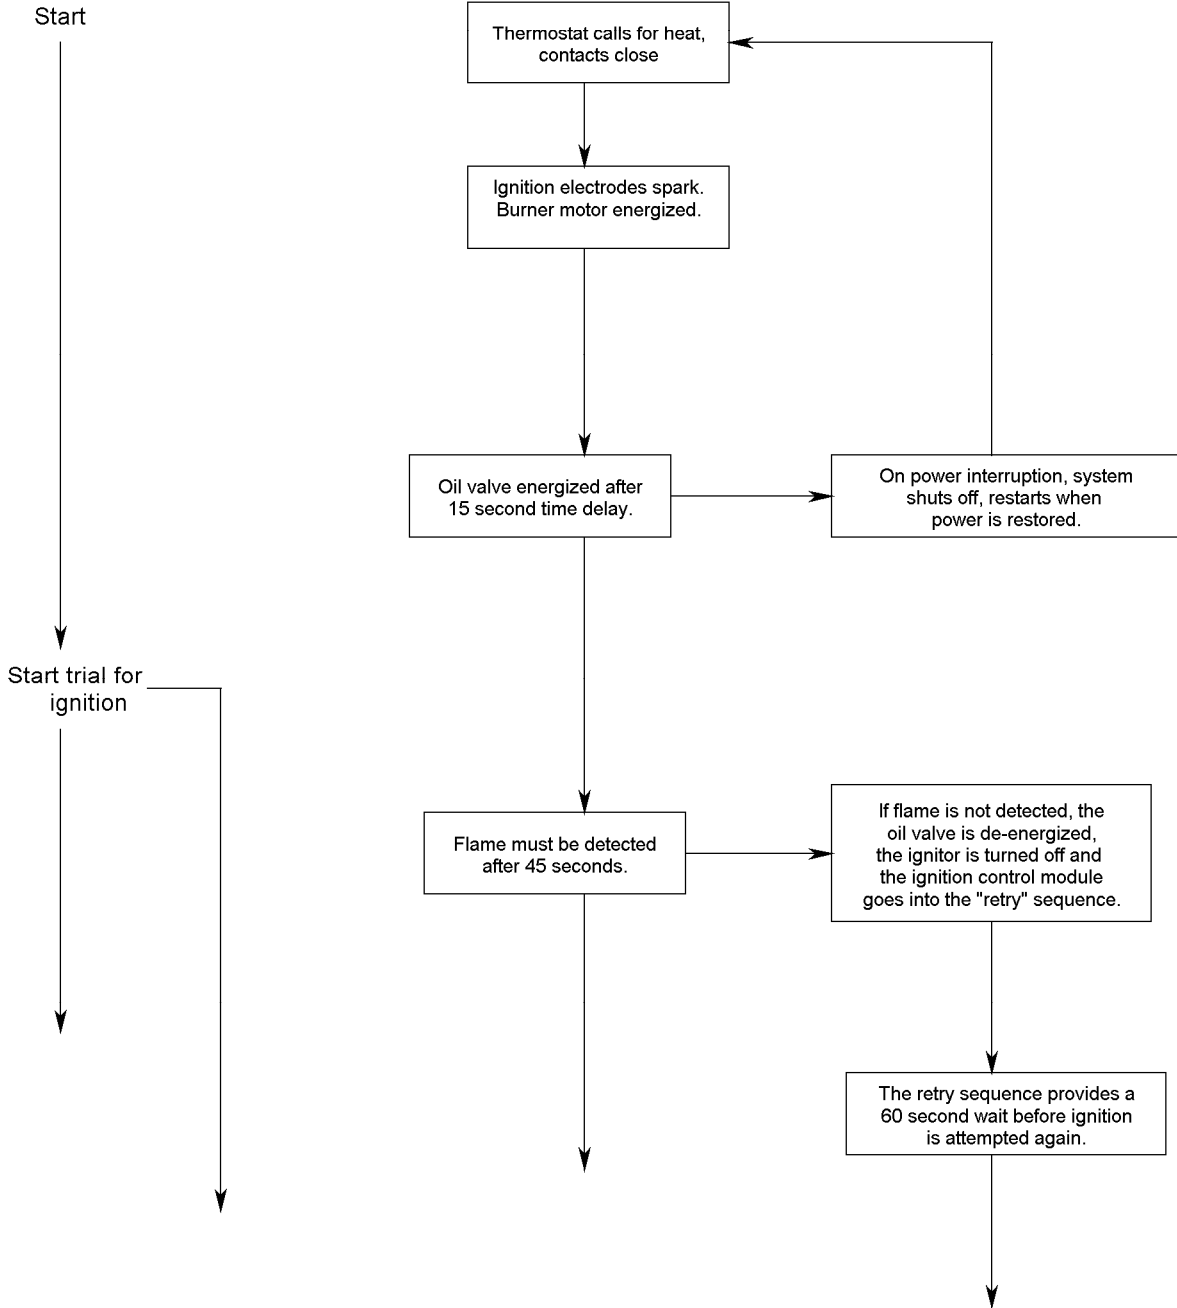 Start
Thermostat calls for heat,
contacts close
Ignition electrodes spark.
Burner motor energized.
Oil valve energized after
15 second time delay.
On power interruption, system
shuts off, restarts when
power is restored.
Start trial for
ignition
Flame must be detected
after 45 seconds.
If flame is not detected, the
oil valve is de-energized,
the ignitor is turned off and
the ignition control module
goes into the "retry" sequence.
The retry sequence provides a
60 second wait before ignition
is attempted again.